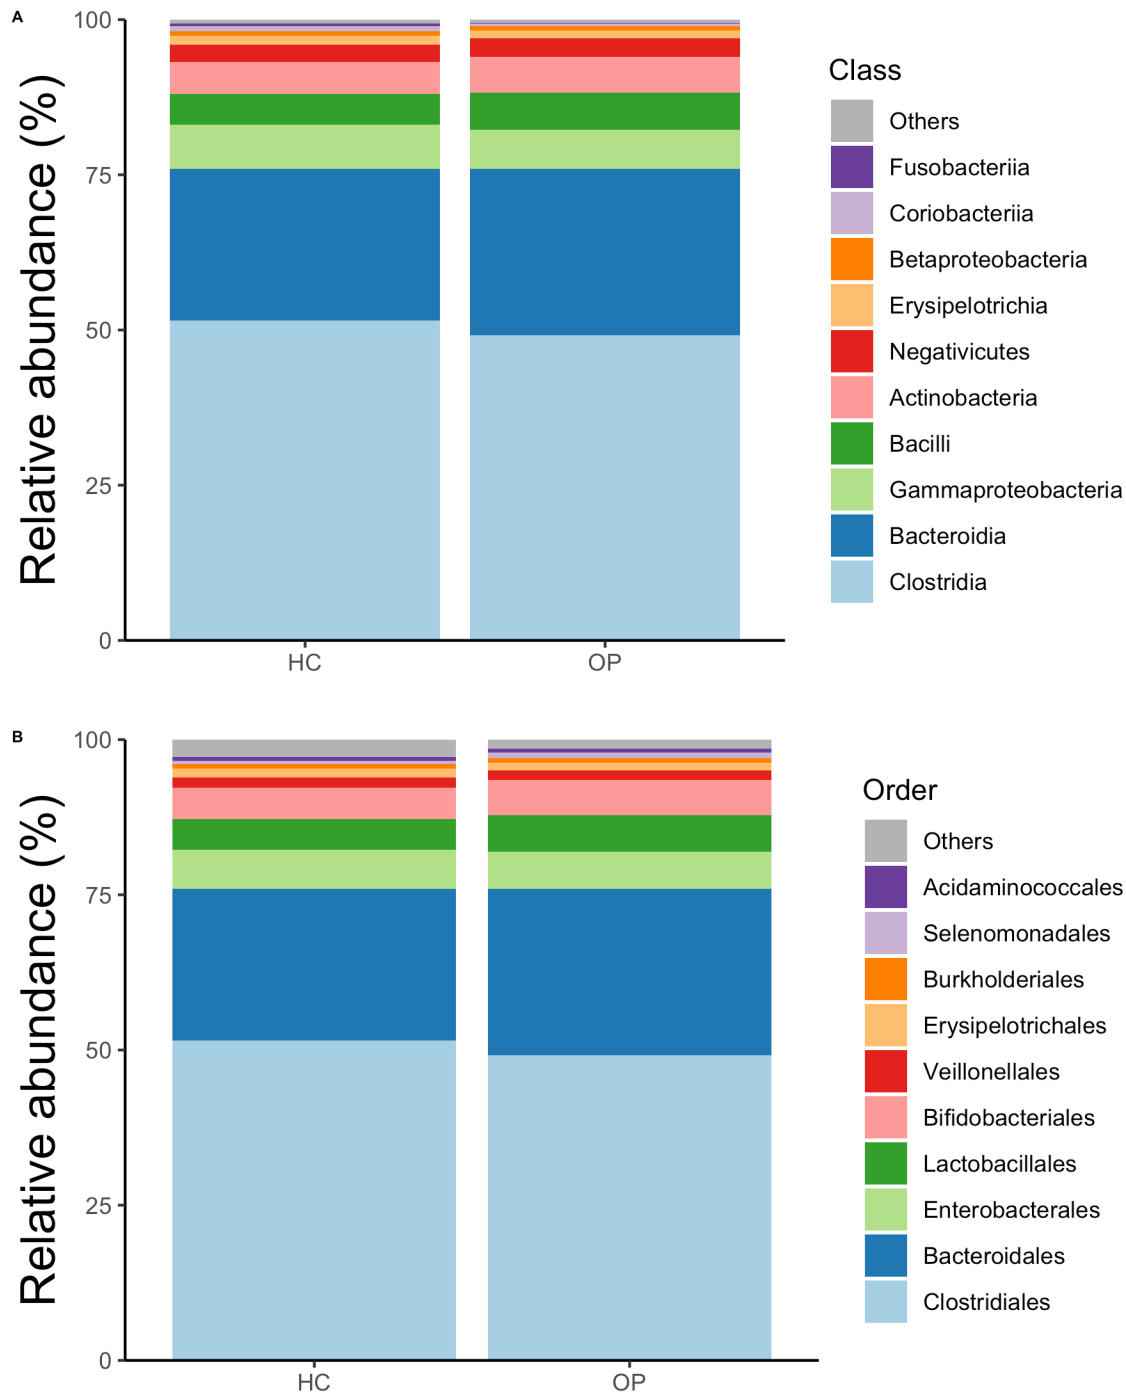 A
Relative abundance (%)
100
75
50
25
0
HC
OP
Class
Others
Fusobacteriia
Coriobacteriia
Betaproteobacteria
Erysipelotrichia
Negativicutes
Actinobacteria
Bacilli
Gammaproteobacteria
Bacteroidia
Clostridia
B
Relative abundance (%)
100
75
50
25
0
HC
OP
Order
Others
Acidaminococcales
Selenomonadales
Burkholderiales
Erysipelotrichales
Veillonellales
Bifidobacteriales
Lactobacillales
Enterobacterales
Bacteroidales
Clostridiales